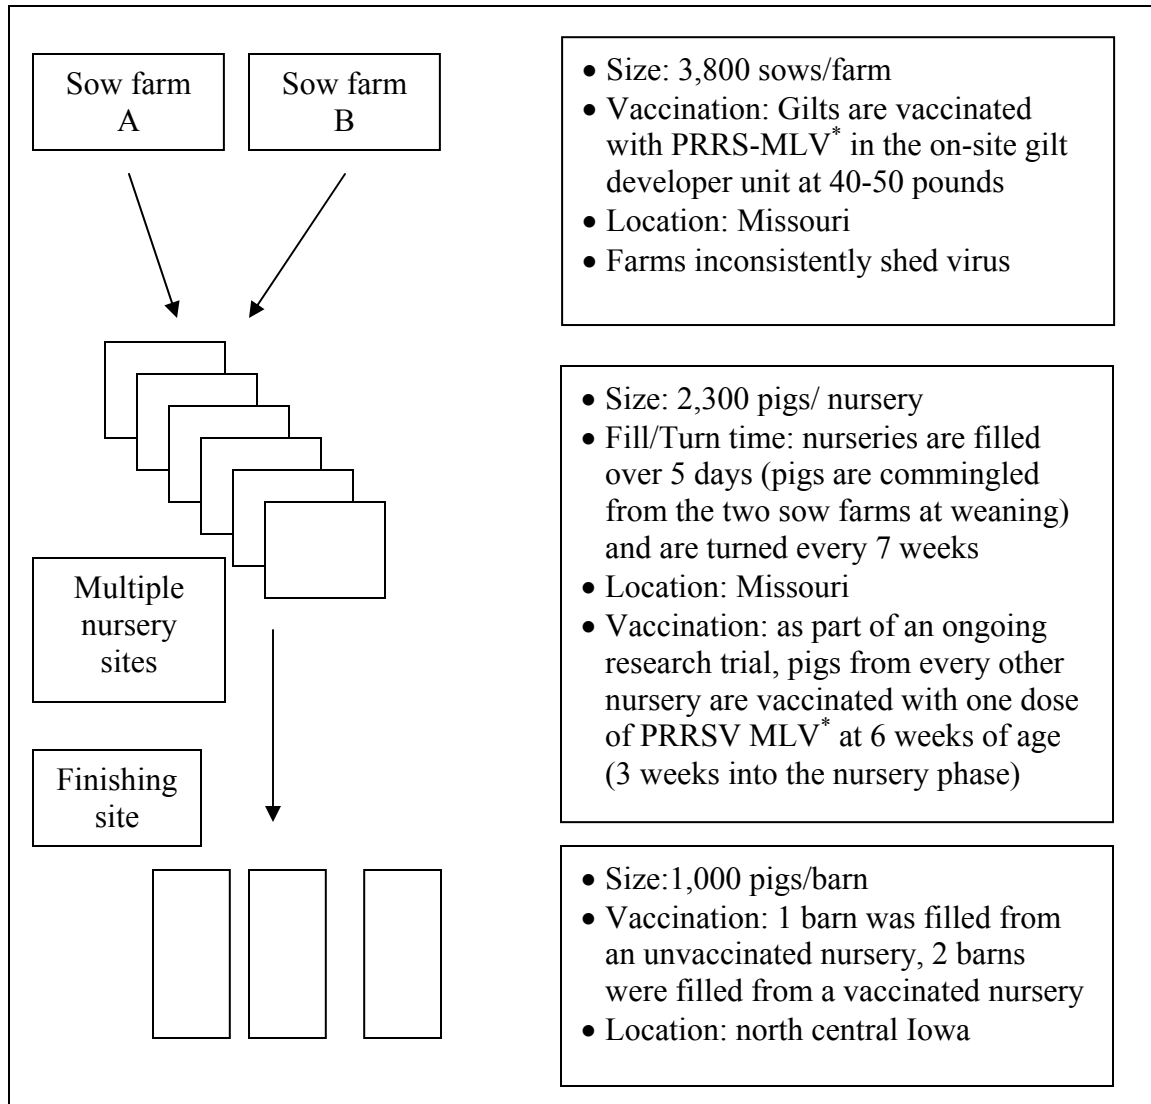 Sow farm
A
Sow farm
B
• Size: 3,800 sows/farm
• Vaccination: Gilts are vaccinated
with PRRS-MLV* in the on-site gilt
developer unit at 40-50 pounds
• Location: Missouri
• Farms inconsistently shed virus
• Size: 2,300 pigs/ nursery
• Fill/Turn time: nurseries are filled
over 5 days (pigs are commingled
from the two sow farms at weaning)
and are turned every 7 weeks
• Location: Missouri
• Vaccination: as part of an ongoing
research trial, pigs from every other
nursery are vaccinated with one dose
of PRRSV MLV* at 6 weeks of age
(3 weeks into the nursery phase)
Multiple
nursery
sites
Finishing
site
• Size:1,000 pigs/barn
• Vaccination: 1 barn was filled from
an unvaccinated nursery, 2 barns
were filled from a vaccinated nursery
• Location: north central Iowa